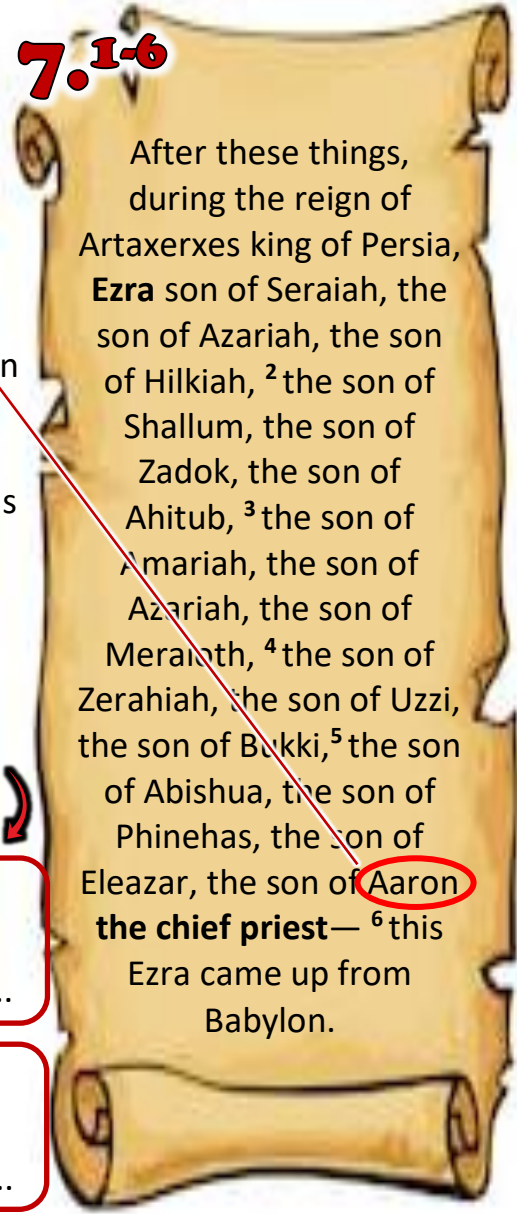 7.1-6
After these things,
during the reign of
Artaxerxes king of Persia,
Ezra son of Seraiah, the
son of Azariah, the son
of Hilkiah, ² the son of
Shallum, the son of
Zadok, the son of
Ahitub, ³ the son of
Amariah, the son of
Azariah, the son of
Meraioth, ⁴ the son of
Zerahiah, the son of Uzzi,
the son of Bukki,⁵ the son
of Abishua, the son of
Phinehas, the son of
Eleazar, the son of Aaron
the chief priest— ⁶ this
Ezra came up from
Babylon.
n
s
..
..